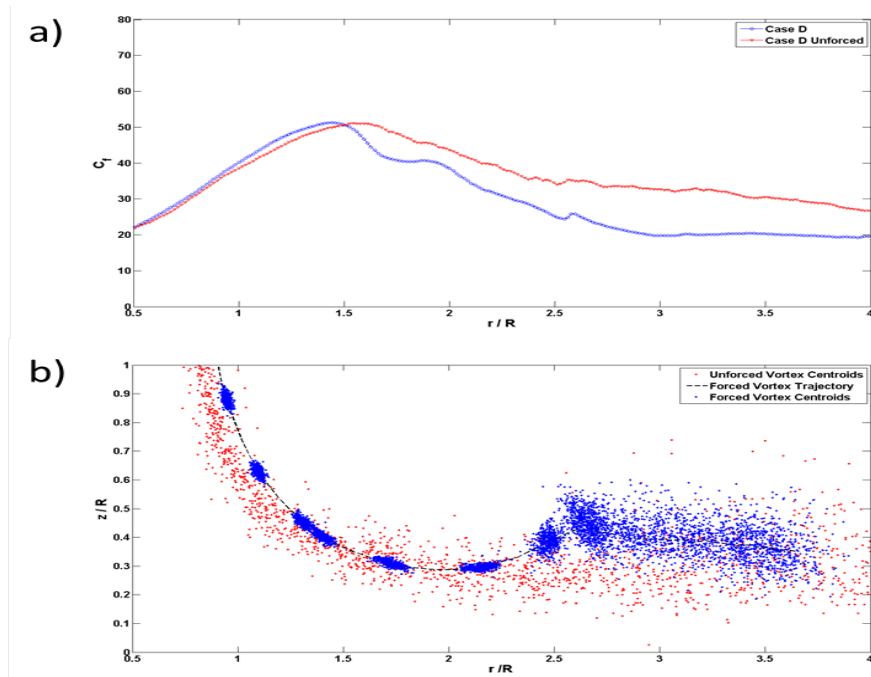 a)
80
70
60
50
40
30
20
10
0
C_f
0.5 1 1.5 2 2.5 3 3.5 4
r / R
Case D
Case D Unforced
b)
1
0.9
0.8
0.7
0.6
0.5
0.4
0.3
0.2
0.1
0
z/R
0.5 1 1.5 2 2.5 3 3.5 4
r /R
Unforced Vortex Centroids
Forced Vortex Trajectory
Forced Vortex Centroids